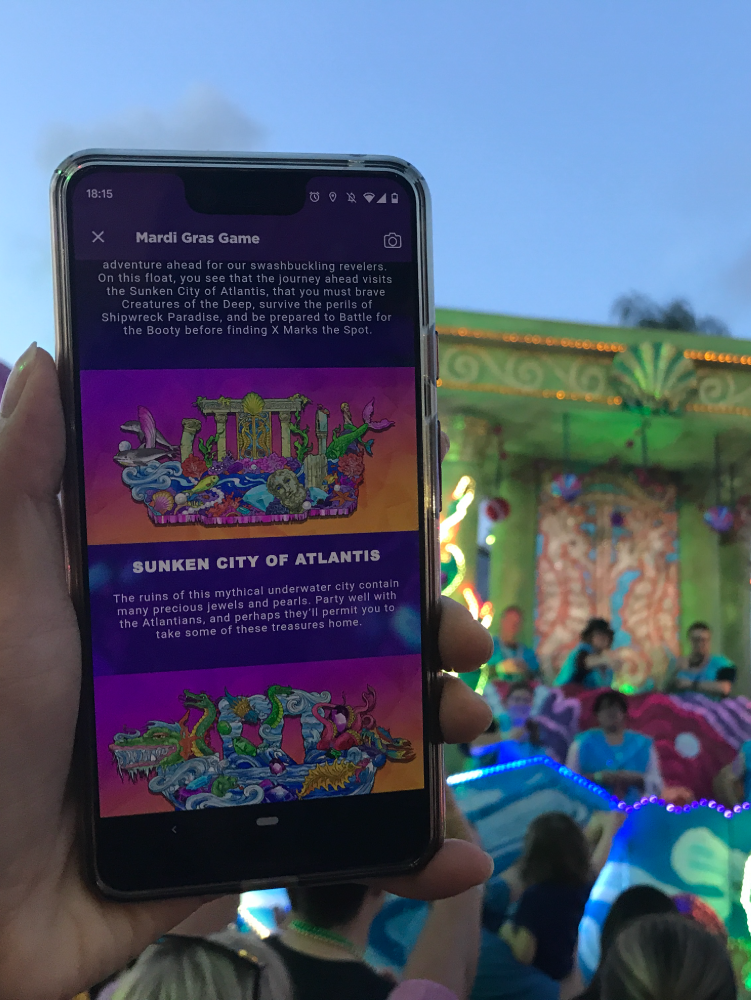 18:15
Mardi Gras Game
adventure ahead for our swashbuckling revelers.
On this float, you see that the journey ahead visits
the Sunken City of Atlantis, that you must brave
Creatures of the Deep, survive the perils of
Shipwreck Paradise, and be prepared to Battle for
the Booty before finding X Marks the Spot.
SUNKEN CITY OF ATLANTIS
The ruins of this mythical underwater city contain
many precious jewels and pearls. Party well with
the Atlantians, and perhaps they'll permit you to
take some of these treasures home.